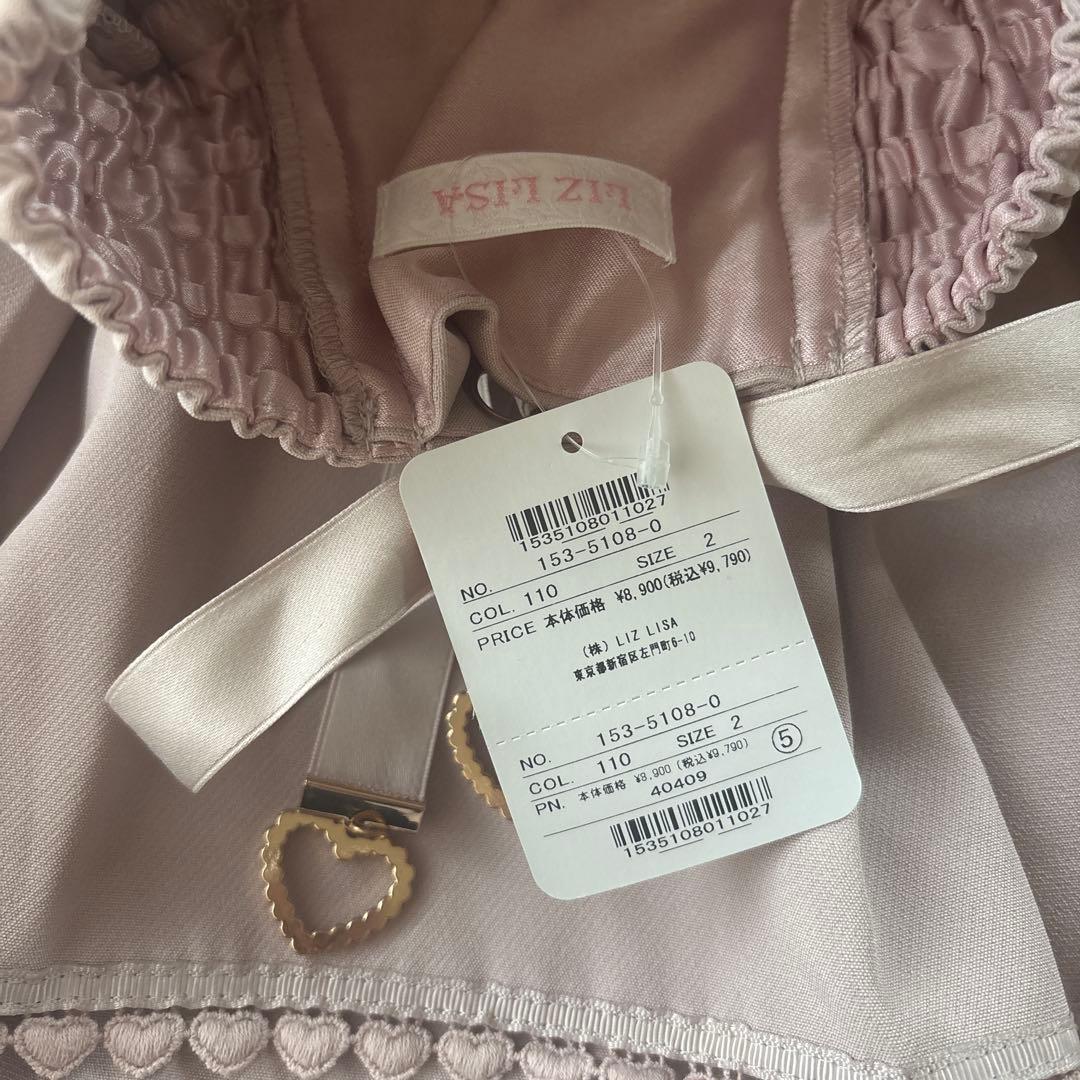 LIZ LISA
1535108011027
NO. 153-5108-0
COL. 110 SIZE 2
PRICE 本体価格 ¥8,900(税込¥9,790)
(株) LIZ LISA
東京都新宿区左門町6-10
NO. 153-5108-0
COL. 110 SIZE 2
PN. 本体価格 ¥8,900 (税込¥9,790) ⑤
40409
1535108011027